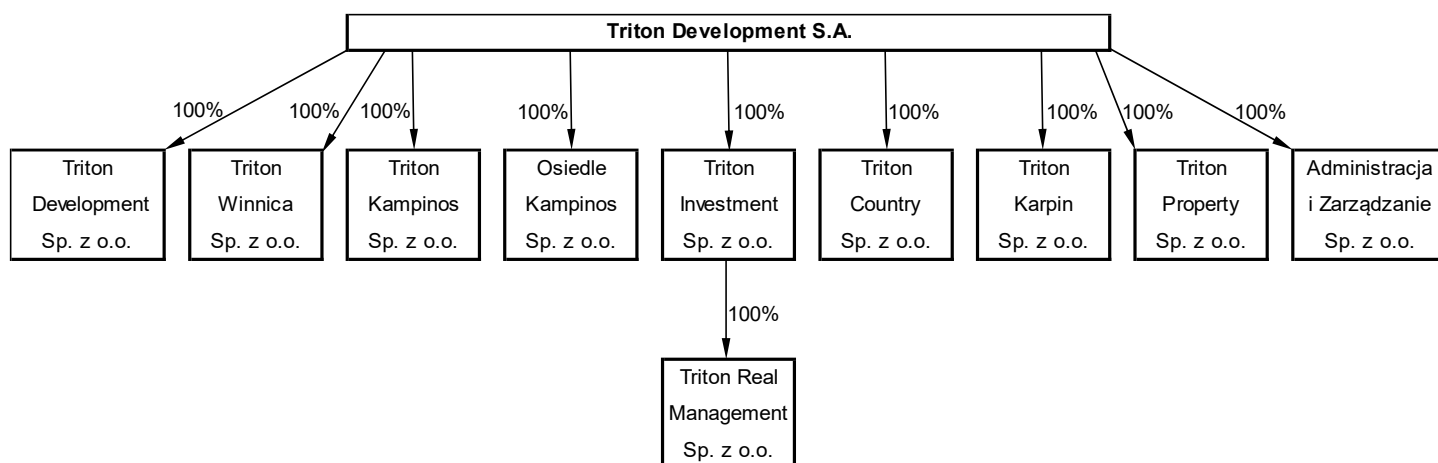 Triton Development S.A.
100%
100%
100%
100%
100%
100%
100%
100%
100%
Triton
Development
Sp. z o.o.
Triton
Winnica
Sp. z o.o.
Triton
Kampinos
Sp. z o.o.
Osiedle
Kampinos
Sp. z o.o.
Triton
Investment
Sp. z o.o.
Triton
Country
Sp. z o.o.
Triton
Karpin
Sp. z o.o.
Triton
Property
Sp. z o.o.
Administracja
i Zarządzanie
Sp. z o.o.
100%
Triton Real
Management
Sp. z o.o.